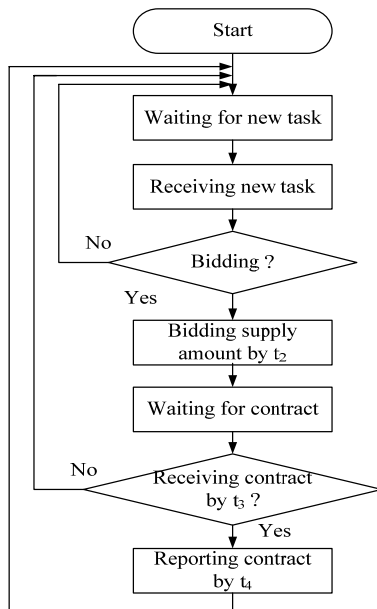 Start
Waiting for new task
Receiving new task
No
Bidding ?
Yes
Bidding supply
amount by t₂
Waiting for contract
No
Receiving contract
by t₃ ?
Yes
Reporting contract
by t₄